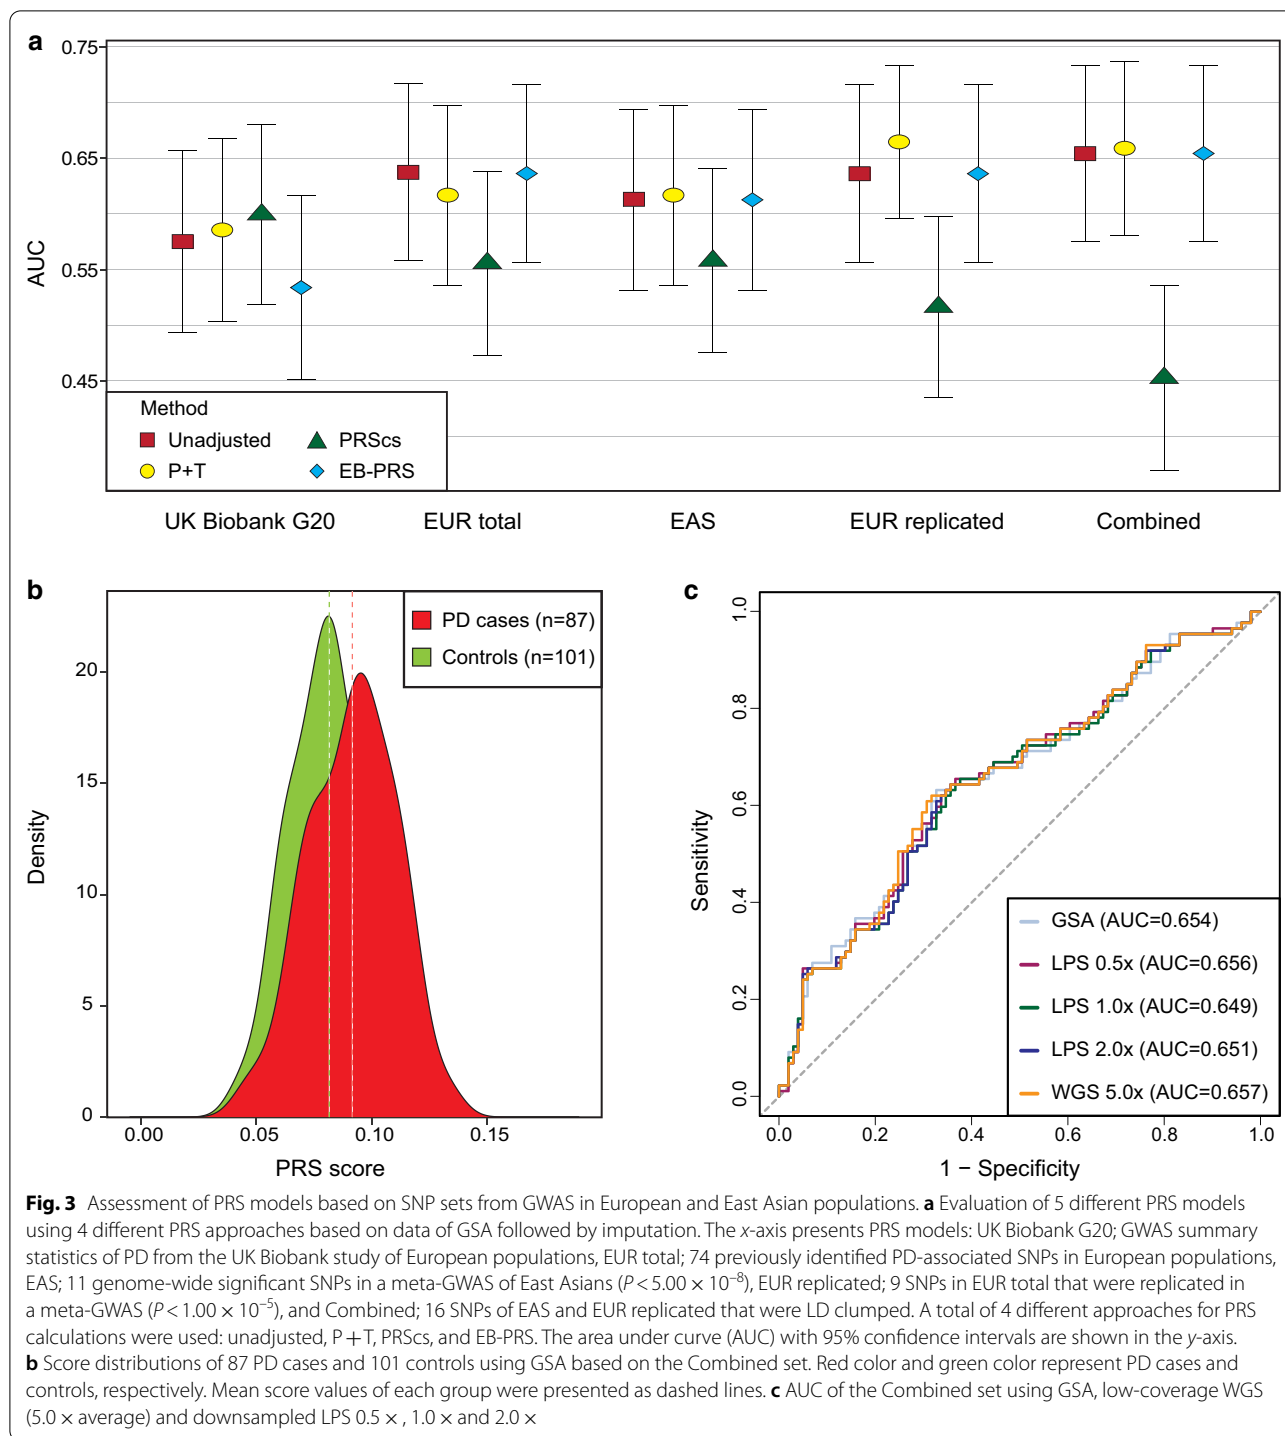 a
0.75
0.65
0.55
0.45
AUC
Method
Unadjusted
PRScs
P+T
EB-PRS
UK Biobank G20
EUR total
EAS
EUR replicated
Combined
b
PD cases (n=87)
Controls (n=101)
20
15
10
5
0
Density
0.00
0.05
0.10
0.15
PRS score
c
1.0
0.8
0.6
0.4
0.2
0.0
Sensitivity
GSA (AUC=0.654)
LPS 0.5x (AUC=0.656)
LPS 1.0x (AUC=0.649)
LPS 2.0x (AUC=0.651)
WGS 5.0x (AUC=0.657)
0.0
0.2
0.4
0.6
0.8
1.0
1 − Specificity
Fig. 3 Assessment of PRS models based on SNP sets from GWAS in European and East Asian populations. a Evaluation of 5 different PRS models
using 4 different PRS approaches based on data of GSA followed by imputation. The x-axis presents PRS models: UK Biobank G20; GWAS summary
statistics of PD from the UK Biobank study of European populations, EUR total; 74 previously identified PD-associated SNPs in European populations,
EAS; 11 genome-wide significant SNPs in a meta-GWAS of East Asians (P < 5.00 × 10⁻⁸), EUR replicated; 9 SNPs in EUR total that were replicated in
a meta-GWAS (P < 1.00 × 10⁻⁵), and Combined; 16 SNPs of EAS and EUR replicated that were LD clumped. A total of 4 different approaches for PRS
calculations were used: unadjusted, P + T, PRScs, and EB-PRS. The area under curve (AUC) with 95% confidence intervals are shown in the y-axis.
b Score distributions of 87 PD cases and 101 controls using GSA based on the Combined set. Red color and green color represent PD cases and
controls, respectively. Mean score values of each group were presented as dashed lines. c AUC of the Combined set using GSA, low-coverage WGS
(5.0 × average) and downsampled LPS 0.5 × , 1.0 × and 2.0 ×